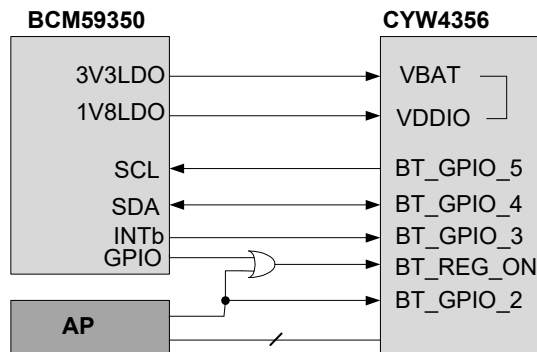 BCM59350
CYW4356
3V3LDO
VBAT
1V8LDO
VDDIO
SCL
BT_GPIO_5
SDA
BT_GPIO_4
INTb
BT_GPIO_3
GPIO
BT_REG_ON
BT_GPIO_2
AP